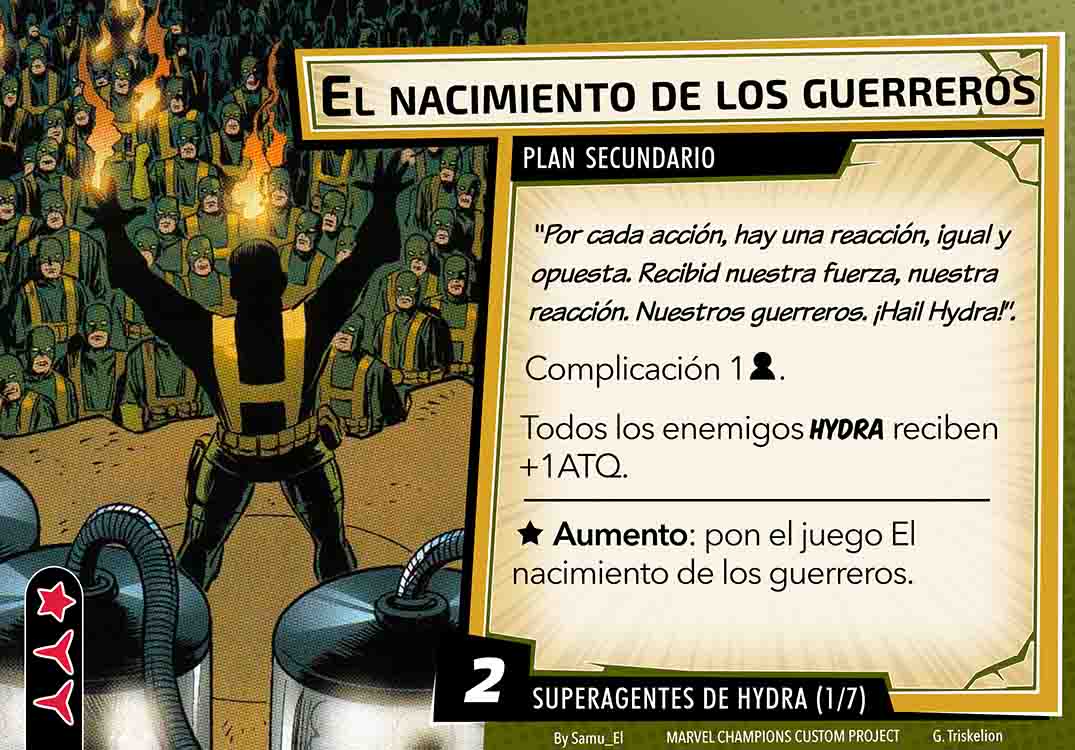 El nacimiento de los guerreros
PLAN SECUNDARIO
"Por cada acción, hay una reacción, igual y
opuesta. Recibid nuestra fuerza, nuestra
reacción. Nuestros guerreros. ¡Hail Hydra!".
Complicación 1.
Todos los enemigos HYDRA reciben
+1ATQ.
★ Aumento: pon el juego El
nacimiento de los guerreros.
2
SUPERAGENTES DE HYDRA (1/7)
By Samu_El MARVEL CHAMPIONS CUSTOM PROJECT G. Triskelion